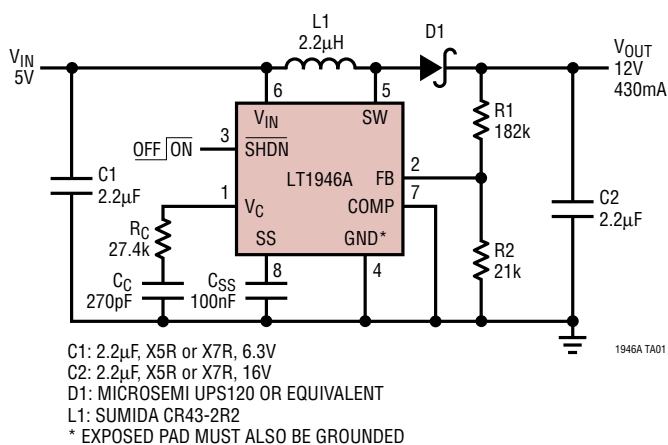 L1
2.2µH
D1
VIN
5V
VOUT
12V
430mA
6
5
VIN
SW
R1
182k
OFF ON
3
SHDN
2
LT1946A
FB
C1
2.2µF
1
VC
COMP
7
C2
2.2µF
RC
27.4k
SS
GND*
R2
21k
8
4
CC
270pF
CSS
100nF
1946A TA01
C1: 2.2µF, X5R or X7R, 6.3V
C2: 2.2µF, X5R or X7R, 16V
D1: MICROSEMI UPS120 OR EQUIVALENT
L1: SUMIDA CR43-2R2
* EXPOSED PAD MUST ALSO BE GROUNDED